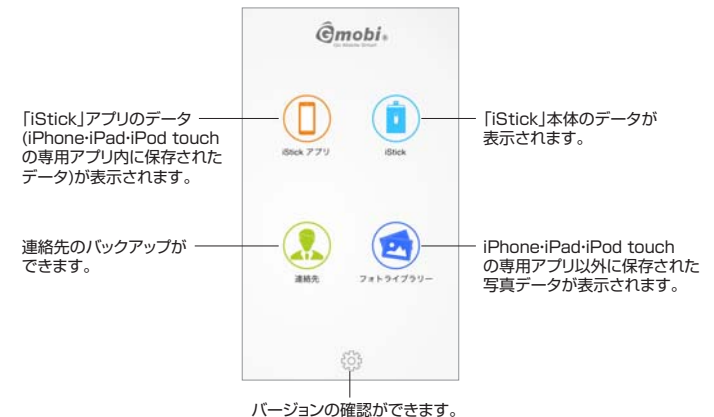 Gmobi®
Go Mobile Smart
「iStick」アプリのデータ
(iPhone・iPad・iPod touch
の専用アプリ内に保存された
データ)が表示されます。
iStick アプリ
iStick
「iStick」本体のデータが
表示されます。
連絡先のバックアップが
できます。
連絡先
フォトライブラリー
iPhone・iPad・iPod touch
の専用アプリ以外に保存された
写真データが表示されます。
バージョンの確認ができます。